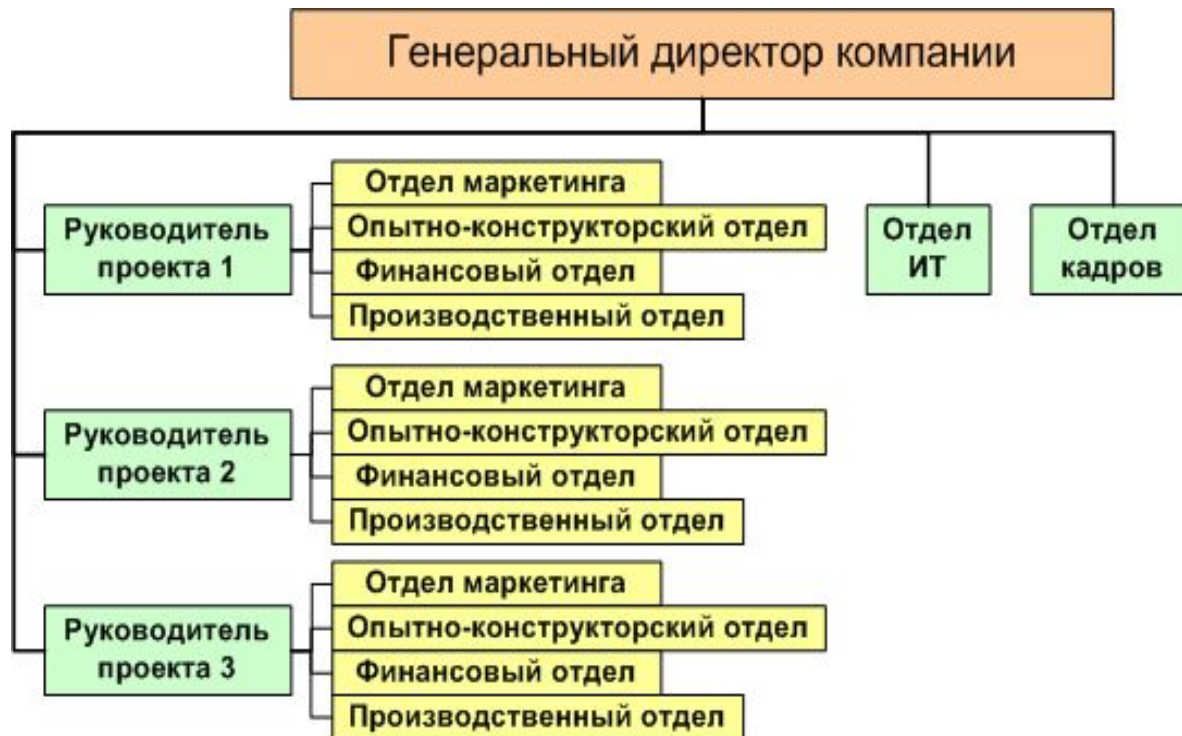 Генеральный директор компании
Руководитель
проекта 1
Отдел маркетинга
Опытно-конструкторский отдел
Финансовый отдел
Производственный отдел
Отдел
ИТ
Отдел
кадров
Руководитель
проекта 2
Отдел маркетинга
Опытно-конструкторский отдел
Финансовый отдел
Производственный отдел
Руководитель
проекта 3
Отдел маркетинга
Опытно-конструкторский отдел
Финансовый отдел
Производственный отдел